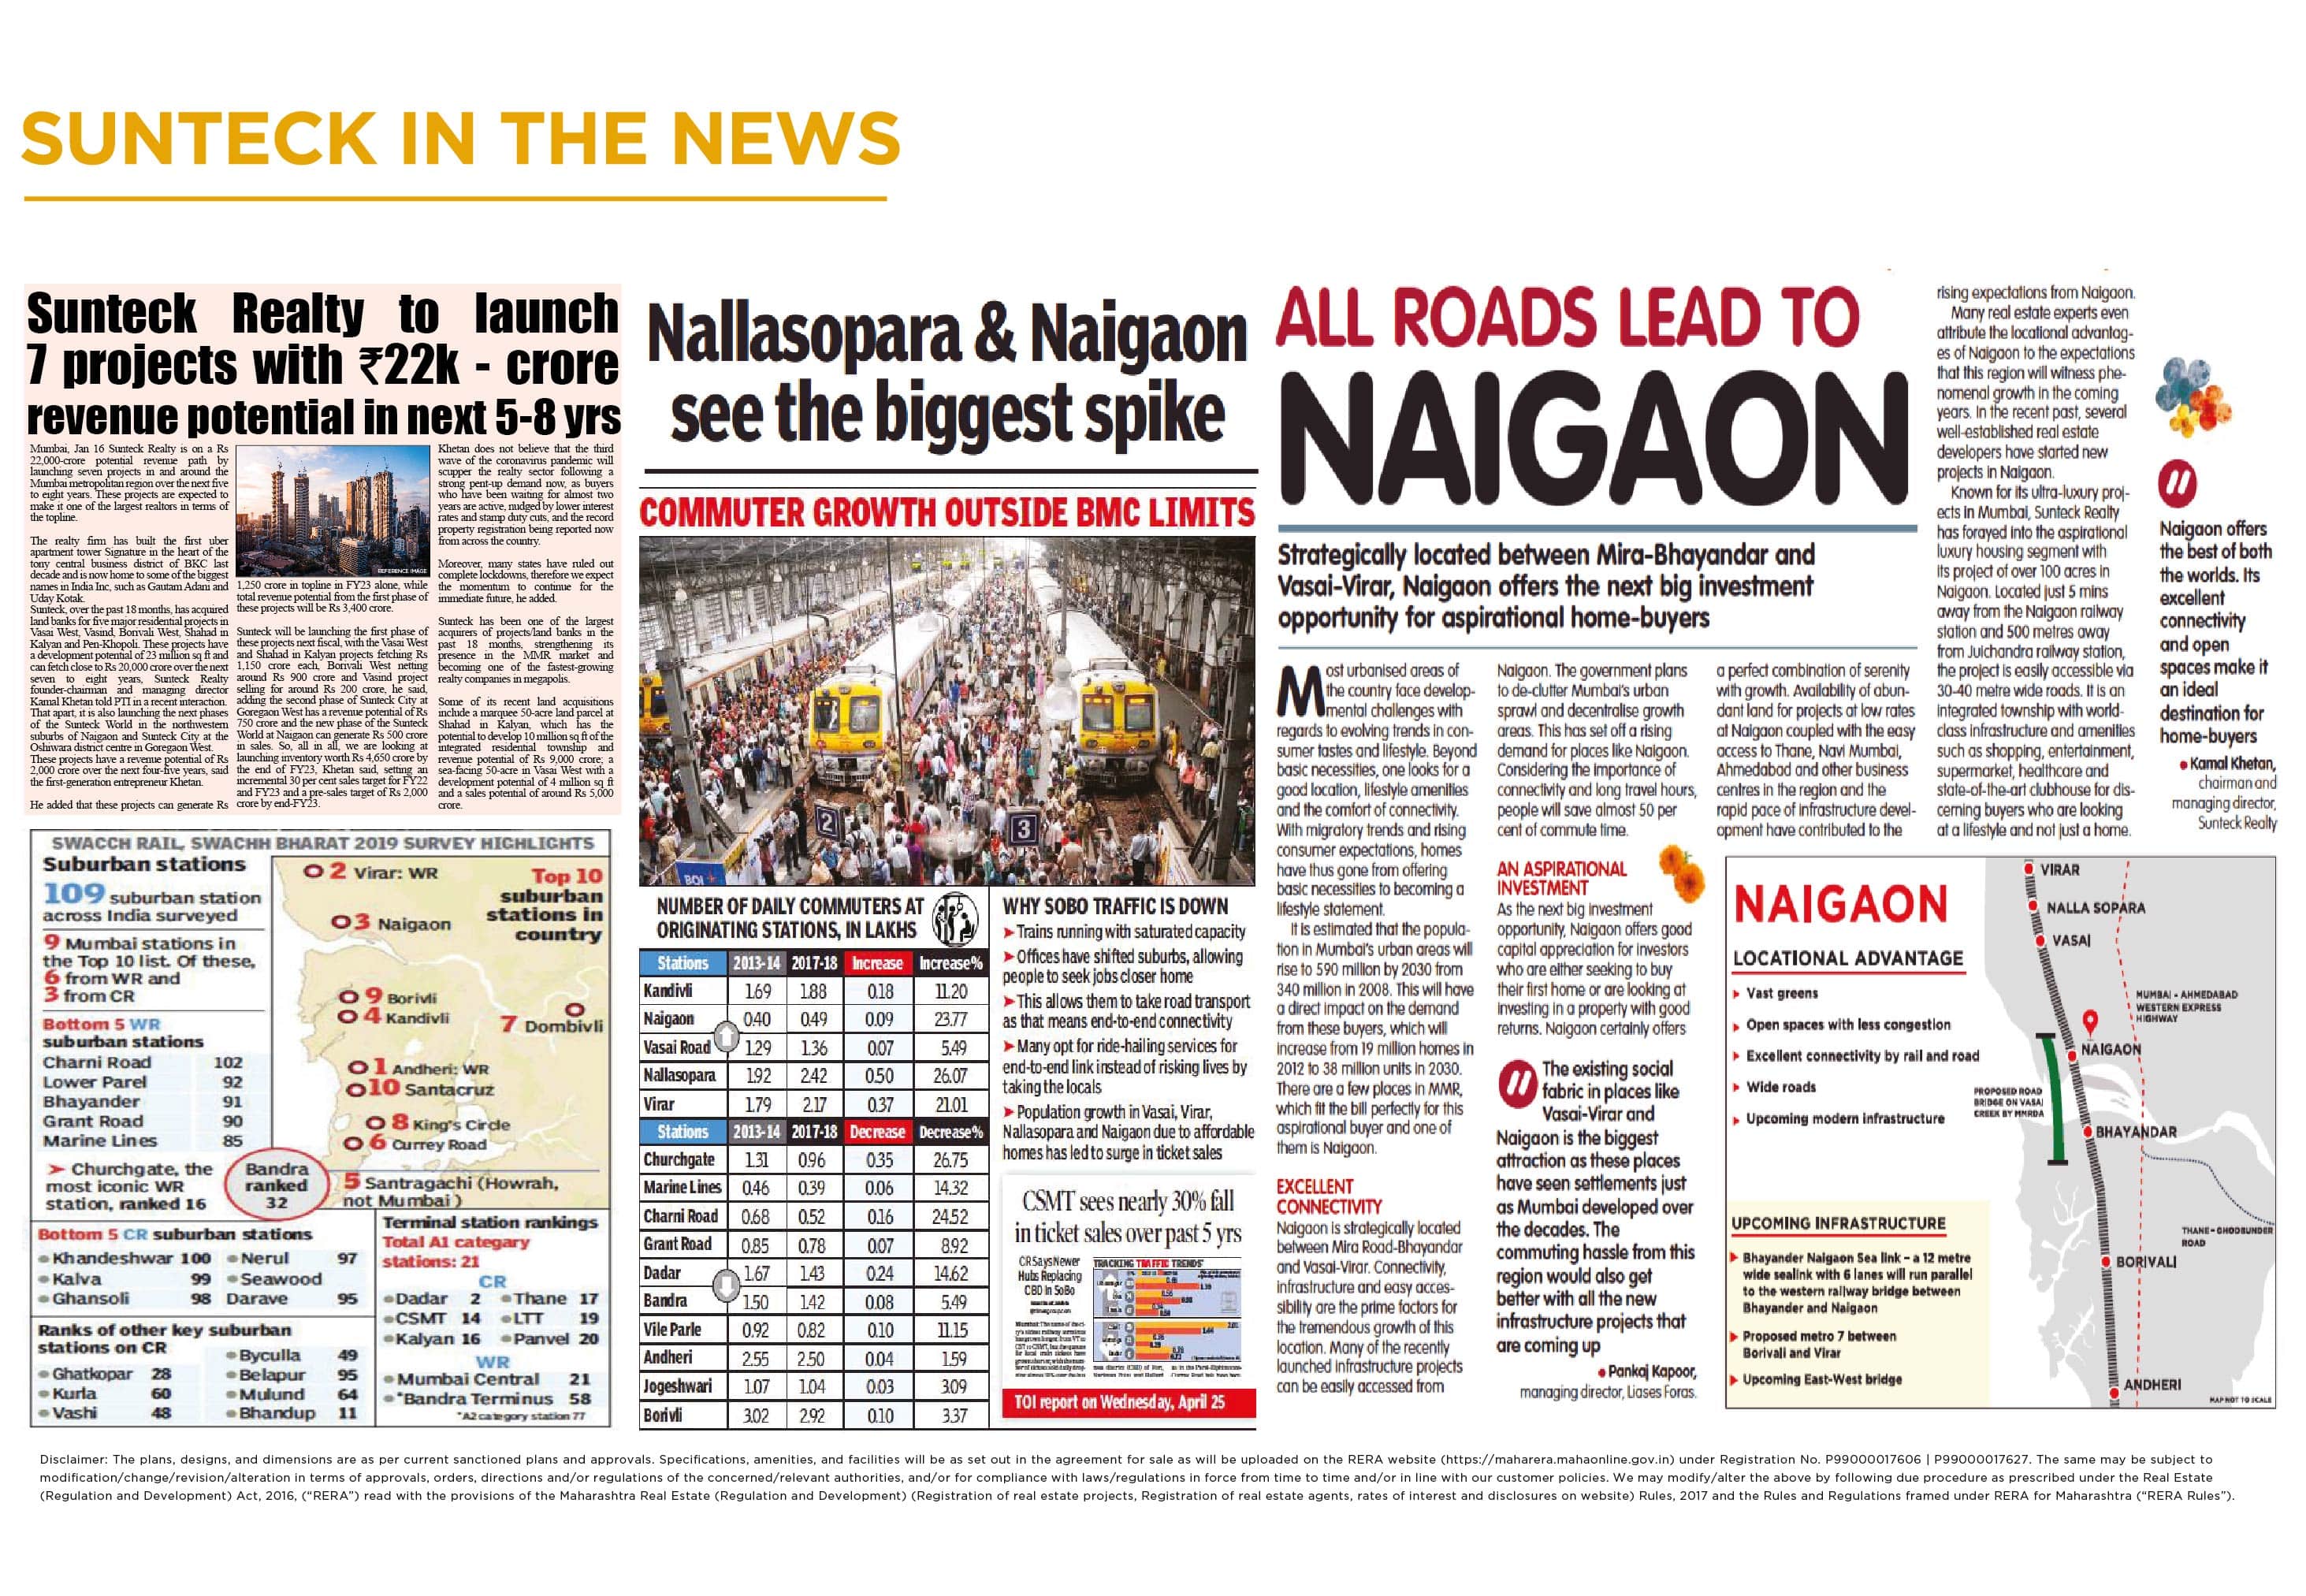 SUNTECK IN THE NEWS
Sunteck Realty to launch
7 projects with ₹22k - crore
revenue potential in next 5-8 yrs
Mumbai, Jan 16 Sunteck Realty is on a Rs
22,000-crore potential revenue path by
launching seven projects in and around the
Mumbai metropolitan region over the next five
to eight years. These projects are expected to
make it one of the largest realtors in terms of
the topline.
The realty firm has built the first uber
apartment tower Signature in the heart of the
tony central business district of BKC last
decade and is now home to some of the biggest
names in India Inc, such as Gautam Adani and
Uday Kotak.
Sunteck, over the past 18 months, has acquired
land banks for five major residential projects in
Vasai West, Vasind, Borivali West, Shahad in
Kalyan and Pen-Khopoli. These projects have
a development potential of 23 million sq ft and
can fetch close to Rs 20,000 crore over the next
seven to eight years, Sunteck Realty
founder-chairman and managing director
Kamal Khetan told PTI in a recent interaction.
That apart, it is also launching the next phases
of the Sunteck World in the northwestern
suburbs of Naigaon and Sunteck City at the
Oshiwara district centre in Goregaon West.
These projects have a revenue potential of Rs
2,000 crore over the next four-five years, said
the first-generation entrepreneur Khetan.
He added that these projects can generate Rs
REFERENCE IMAGE
1,250 crore in topline in FY23 alone, while
total revenue potential from the first phase of
these projects will be Rs 3,400 crore.
Sunteck will be launching the first phase of
these projects next fiscal, with the Vasai West
and Shahad in Kalyan projects fetching Rs
1,150 crore each, Borivali West netting
around Rs 900 crore and Vasind project
selling for around Rs 200 crore, he said,
adding the second phase of Sunteck City at
Goregaon West has a revenue potential of Rs
750 crore and the new phase of the Sunteck
World at Naigaon can generate Rs 500 crore
in sales. So, all in all, we are looking at
launching inventory worth Rs 4,650 crore by
the end of FY23, Khetan said, setting an
incremental 30 per cent sales target for FY22
and FY23 and a pre-sales target of Rs 2,000
crore by end-FY23.
Khetan does not believe that the third
wave of the coronavirus pandemic will
scupper the realty sector following a
strong pent-up demand now, as buyers
who have been waiting for almost two
years are active, nudged by lower interest
rates and stamp duty cuts, and the record
property registration being reported now
from across the country.
Moreover, many states have ruled out
complete lockdowns, therefore we expect
the momentum to continue for the
immediate future, he added.
Sunteck has been one of the largest
acquirers of projects/land banks in the
past 18 months, strengthening its
presence in the MMR market and
becoming one of the fastest-growing
realty companies in megapolis.
Some of its recent land acquisitions
include a marquee 50-acre land parcel at
Shahad in Kalyan, which has the
potential to develop 10 million sq ft of the
integrated residential township and
revenue potential of Rs 9,000 crore; a
sea-facing 50-acre in Vasai West with a
development potential of 4 million sq ft
and a sales potential of around Rs 5,000
crore.
SWACCH RAIL, SWACHH BHARAT 2019 SURVEY HIGHLIGHTS
Suburban stations
109 suburban station
across India surveyed
9 Mumbai stations in
the Top 10 list. Of these,
6 from WR and
3 from CR
Bottom 5 WR
suburban stations
Charni Road 102
Lower Parel 92
Bhayander 91
Grant Road 90
Marine Lines 85
➤ Churchgate, the
most iconic WR
station, ranked 16
Bandra
ranked
32
Top 10
suburban
stations in
country
2 Virar: WR
3 Naigaon
9 Borivli
4 Kandivli
7 Dombivli
1 Andheri: WR
10 Santacruz
8 King's Circle
6 Currey Road
5 Santragachi (Howrah,
not Mumbai)
Bottom 5 CR suburban stations
Khandeshwar 100 Nerul 97
Kalva 99 Seawood
Ghansoli 98 Darave 95
Ranks of other key suburban
stations on CR
Ghatkopar 28
Kurla 60
Vashi 48
Byculla 49
Belapur 95
Mulund 64
Bhandup 11
Terminal station rankings
Total A1 category
stations: 21
CR
Dadar 2 Thane 17
CSMT 14 LTT 19
Kalyan 16 Panvel 20
WR
Mumbai Central 21
*Bandra Terminus 58
*A2 category station 77
Nallasopara & Naigaon
see the biggest spike
COMMUTER GROWTH OUTSIDE BMC LIMITS
2
3
BOI
NUMBER OF DAILY COMMUTERS AT
ORIGINATING STATIONS, IN LAKHS
Stations 2013-14 2017-18 Increase Increase%
Kandivli 1.69 1.88 0.18 11.20
Naigaon 0.40 0.49 0.09 23.77
Vasai Road 1.29 1.36 0.07 5.49
Nallasopara 1.92 2.42 0.50 26.07
Virar 1.79 2.17 0.37 21.01
Stations 2013-14 2017-18 Decrease Decrease%
Churchgate 1.31 0.96 0.35 26.75
Marine Lines 0.46 0.39 0.06 14.32
Charni Road 0.68 0.52 0.16 24.52
Grant Road 0.85 0.78 0.07 8.92
Dadar 1.67 1.43 0.24 14.62
Bandra 1.50 1.42 0.08 5.49
Vile Parle 0.92 0.82 0.10 11.15
Andheri 2.55 2.50 0.04 1.59
Jogeshwari 1.07 1.04 0.03 3.09
Borivli 3.02 2.92 0.10 3.37
WHY SOBO TRAFFIC IS DOWN
➤ Trains running with saturated capacity
➤ Offices have shifted suburbs, allowing
people to seek jobs closer home
➤ This allows them to take road transport
as that means end-to-end connectivity
➤ Many opt for ride-hailing services for
end-to-end link instead of risking lives by
taking the locals
➤ Population growth in Vasai, Virar,
Nallasopara and Naigaon due to affordable
homes has led to surge in ticket sales
CSMT sees nearly 30% fall
in ticket sales over past 5 yrs
CR Says Newer
Hubs Replacing
CBD In SoBo
TRACKING TRAFFIC TRENDS
TOI report on Wednesday, April 25
ALL ROADS LEAD TO
NAIGAON
Strategically located between Mira-Bhayandar and
Vasai-Virar, Naigaon offers the next big investment
opportunity for aspirational home-buyers
Most urbanised areas of
the country face develop-
mental challenges with
regards to evolving trends in con-
sumer tastes and lifestyle. Beyond
basic necessities, one looks for a
good location, lifestyle amenities
and the comfort of connectivity.
With migratory trends and rising
consumer expectations, homes
have thus gone from offering
basic necessities to becoming a
lifestyle statement.
It is estimated that the popula-
tion in Mumbai's urban areas will
rise to 590 million by 2030 from
340 million in 2008. This will have
a direct impact on the demand
from these buyers, which will
increase from 19 million homes in
2012 to 38 million units in 2030.
There are a few places in MMR,
which fit the bill perfectly for this
aspirational buyer and one of
them is Naigaon.
EXCELLENT
CONNECTIVITY
Naigaon is strategically located
between Mira Road-Bhayandar
and Vasai-Virar. Connectivity,
infrastructure and easy acces-
sibility are the prime factors for
the tremendous growth of this
location. Many of the recently
launched infrastructure projects
can be easily accessed from
Naigaon. The government plans
to de-clutter Mumbai's urban
sprawl and decentralise growth
areas. This has set off a rising
demand for places like Naigaon.
Considering the importance of
connectivity and long travel hours,
people will save almost 50 per
cent of commute time.
AN ASPIRATIONAL
INVESTMENT
As the next big investment
opportunity, Naigaon offers good
capital appreciation for investors
who are either seeking to buy
their first home or are looking at
investing in a property with good
returns. Naigaon certainly offers
The existing social
fabric in places like
Vasai-Virar and
Naigaon is the biggest
attraction as these places
have seen settlements just
as Mumbai developed over
the decades. The
commuting hassle from this
region would also get
better with all the new
infrastructure projects that
are coming up
• Pankaj Kapoor,
managing director, Liases Foras.
a perfect combination of serenity
with growth. Availability of abun-
dant land for projects at low rates
at Naigaon coupled with the easy
access to Thane, Navi Mumbai,
Ahmedabad and other business
centres in the region and the
rapid pace of infrastructure devel-
opment have contributed to the
rising expectations from Naigaon.
Many real estate experts even
attribute the locational advantag-
es of Naigaon to the expectations
that this region will witness phe-
nomenal growth in the coming
years. In the recent past, several
well-established real estate
developers have started new
projects in Naigaon.
Known for its ultra-luxury proj-
ects in Mumbai, Sunteck Realty
has forayed into the aspirational
luxury housing segment with
its project of over 100 acres in
Naigaon. Located just 5 mins
away from the Naigaon railway
station and 500 metres away
from Juichandra railway station,
the project is easily accessible via
30-40 metre wide roads. It is an
integrated township with world-
class infrastructure and amenities
such as shopping, entertainment,
supermarket, healthcare and
state-of-the-art clubhouse for dis-
cerning buyers who are looking
at a lifestyle and not just a home.
Naigaon offers
the best of both
the worlds. Its
excellent
connectivity
and open
spaces make it
an ideal
destination for
home-buyers
• Kamal Khetan,
chairman and
managing director,
Sunteck Realty
NAIGAON
LOCATIONAL ADVANTAGE
Vast greens
Open spaces with less congestion
Excellent connectivity by rail and road
Wide roads
Upcoming modern infrastructure
UPCOMING INFRASTRUCTURE
Bhayander Naigaon Sea link – a 12 metre
wide sealink with 6 lanes will run parallel
to the western railway bridge between
Bhayander and Naigaon
Proposed metro 7 between
Borivali and Virar
Upcoming East-West bridge
VIRAR
NALLA SOPARA
VASAI
MUMBAI - AHMEDABAD
WESTERN EXPRESS
HIGHWAY
NAIGAON
PROPOSED ROAD
BRIDGE ON VASAI
CREEK BY MMRDA
BHAYANDAR
THANE - GHODBUNDER
ROAD
BORIVALI
ANDHERI
MAP NOT TO SCALE
Disclaimer: The plans, designs, and dimensions are as per current sanctioned plans and approvals. Specifications, amenities, and facilities will be as set out in the agreement for sale as will be uploaded on the RERA website (https://maharera.mahaonline.gov.in) under Registration No. P99000017606 | P99000017627. The same may be subject to
modification/change/revision/alteration in terms of approvals, orders, directions and/or regulations of the concerned/relevant authorities, and/or for compliance with laws/regulations in force from time to time and/or in line with our customer policies. We may modify/alter the above by following due procedure as prescribed under the Real Estate
(Regulation and Development) Act, 2016, (“RERA”) read with the provisions of the Maharashtra Real Estate (Regulation and Development) (Registration of real estate projects, Registration of real estate agents, rates of interest and disclosures on website) Rules, 2017 and the Rules and Regulations framed under RERA for Maharashtra (“RERA Rules”).